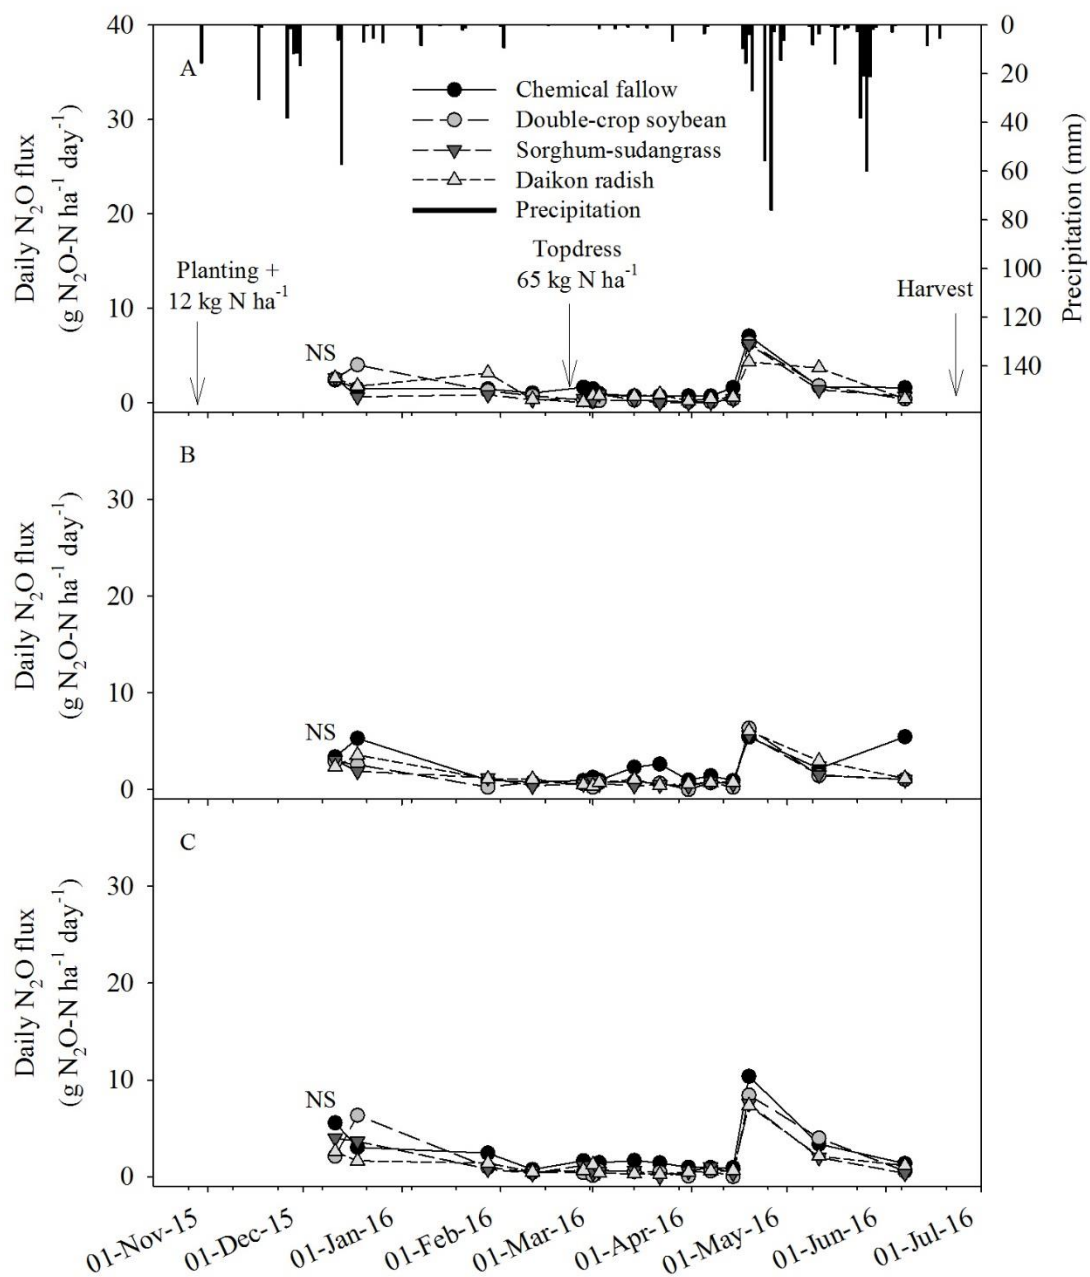 40
30
20
10
0
Daily N₂O flux
(g N₂O-N ha⁻¹ day⁻¹)
A
Chemical fallow
Double-crop soybean
Sorghum-sudangrass
Daikon radish
Precipitation
Planting +
12 kg N ha⁻¹
Topdress
65 kg N ha⁻¹
Harvest
NS
0
20
40
60
80
100
120
140
Precipitation (mm)
B
30
20
10
0
Daily N₂O flux
(g N₂O-N ha⁻¹ day⁻¹)
NS
C
30
20
10
0
Daily N₂O flux
(g N₂O-N ha⁻¹ day⁻¹)
NS
01-Nov-15
01-Dec-15
01-Jan-16
01-Feb-16
01-Mar-16
01-Apr-16
01-May-16
01-Jun-16
01-Jul-16